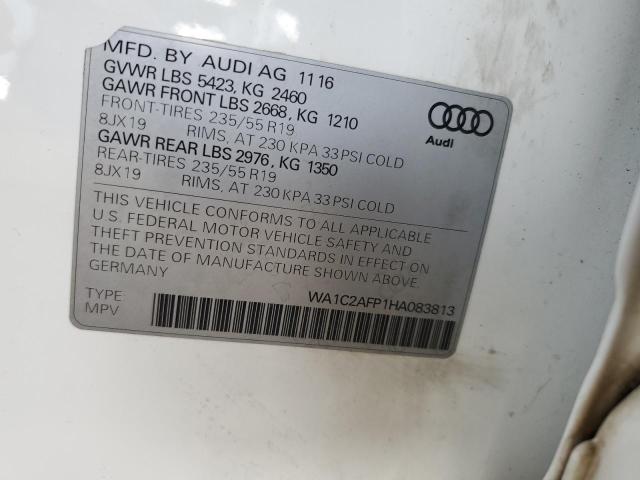 MFD. BY AUDI AG 11 16
GVWR LBS 5423, KG 2460
GAWR FRONT LBS 2668, KG 1210
FRONT-TIRES 235/55 R19
8JX19 RIMS, AT 230 KPA 33 PSI COLD
GAWR REAR LBS 2976, KG 1350
REAR-TIRES 235/55 R19
8JX19 RIMS, AT 230 KPA 33 PSI COLD
Audi
THIS VEHICLE CONFORMS TO ALL APPLICABLE
U.S. FEDERAL MOTOR VEHICLE SAFETY AND
THEFT PREVENTION STANDARDS IN EFFECT ON
THE DATE OF MANUFACTURE SHOWN ABOVE
GERMANY
WA1C2AFP1HA083813
TYPE
MPV